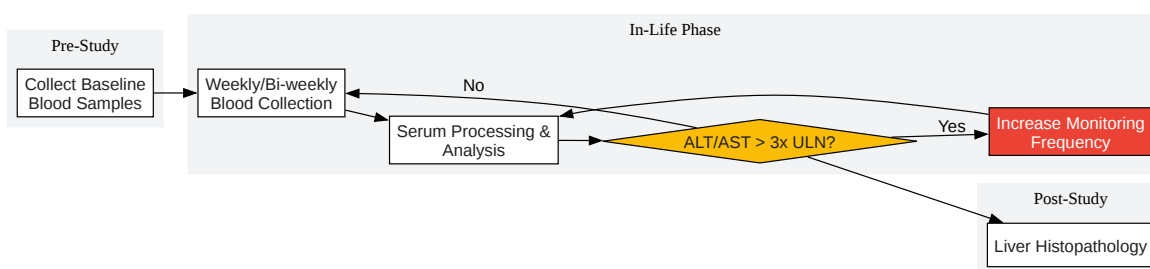 In-Life Phase
Pre-Study
Collect Baseline
Blood Samples
Weekly/Bi-weekly
Blood Collection
No
Serum Processing &
Analysis
ALT/AST > 3x ULN?
Yes
Increase Monitoring
Frequency
Post-Study
Liver Histopathology